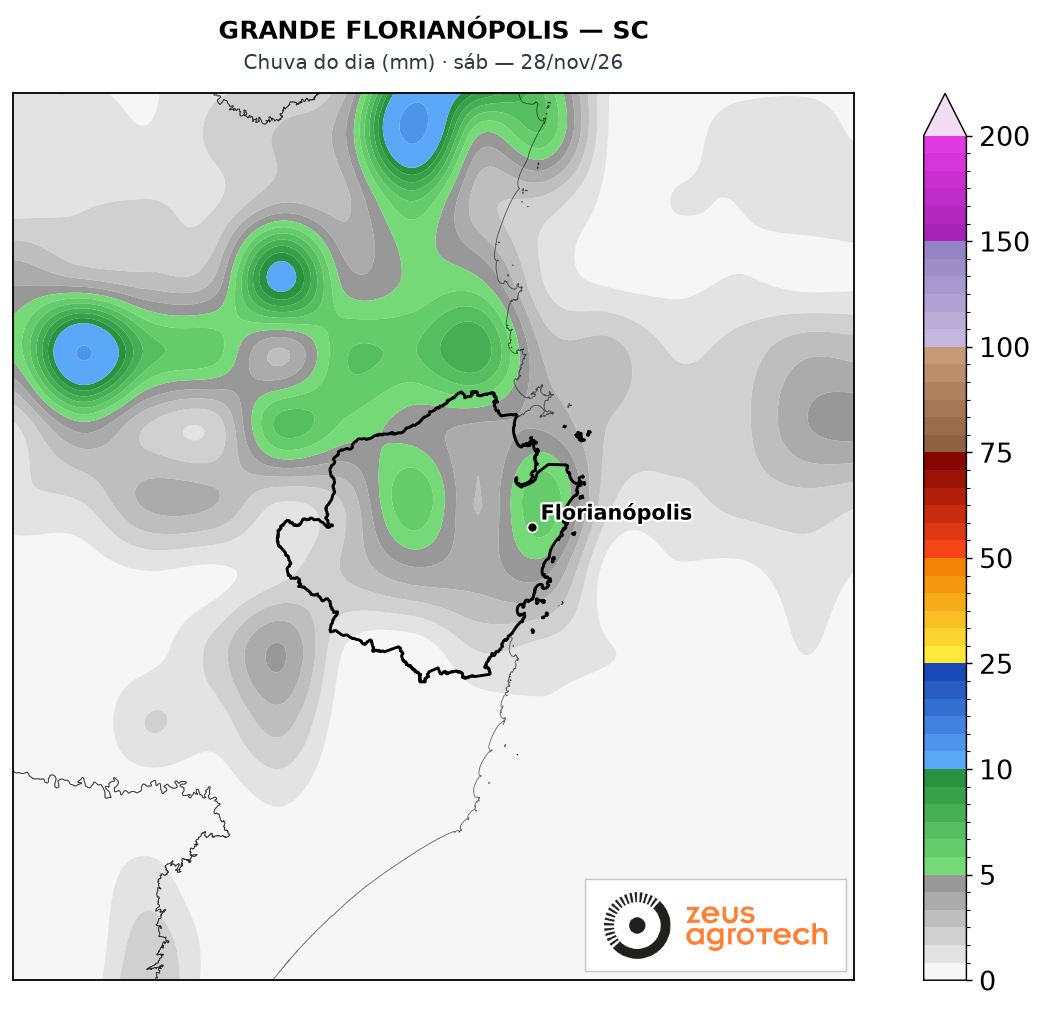 GRANDE FLORIANÓPOLIS — SC
Chuva do dia (mm) · sáb — 28/nov/26
200
150
100
75
50
25
10
5
0
Florianópolis
zeus
agrotech